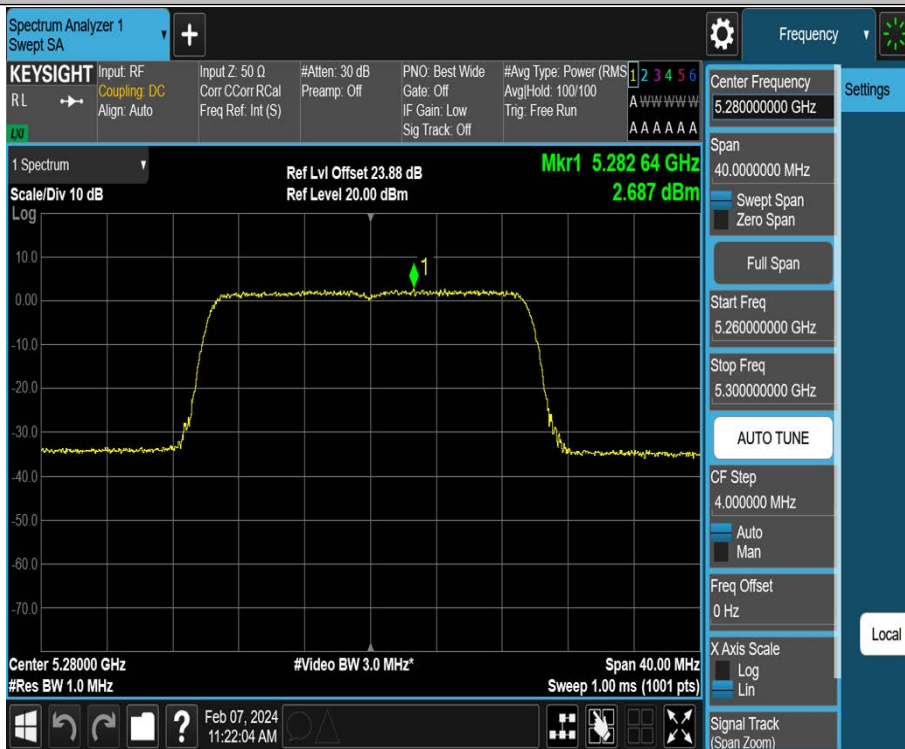 Spectrum Analyzer 1
Swept SA
+
Frequency
KEYSIGHT
RL
LXI
Input: RF
Coupling: DC
Align: Auto
Input Z: 50 Ω
Corr CCorr RCal
Freq Ref: Int (S)
#Atten: 30 dB
Preamp: Off
PNO: Best Wide
Gate: Off
IF Gain: Low
Sig Track: Off
#Avg Type: Power (RMS
Avg|Hold: 100/100
Trig: Free Run
1 2 3 4 5 6
A W W W W W
A A A A A A
1 Spectrum
Scale/Div 10 dB
Log
Ref Lvl Offset 23.88 dB
Ref Level 20.00 dBm
Mkr1 5.282 64 GHz
2.687 dBm
10.0
0.00
-10.0
-20.0
-30.0
-40.0
-50.0
-60.0
-70.0
1
Center 5.28000 GHz
#Res BW 1.0 MHz
#Video BW 3.0 MHz*
Span 40.00 MHz
Sweep 1.00 ms (1001 pts)
?
Feb 07, 2024
11:22:04 AM
Center Frequency
5.280000000 GHz
Span
40.0000000 MHz
Swept Span
Zero Span
Full Span
Start Freq
5.260000000 GHz
Stop Freq
5.300000000 GHz
AUTO TUNE
CF Step
4.000000 MHz
Auto
Man
Freq Offset
0 Hz
X Axis Scale
Log
Lin
Signal Track
(Span Zoom)
Settings
Local